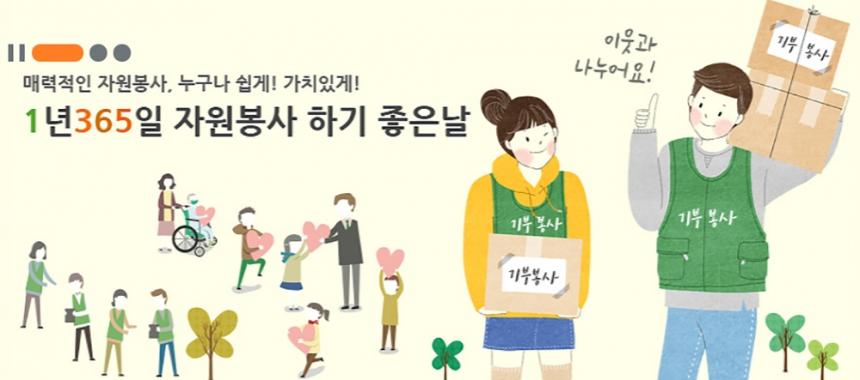 매력적인 자원봉사, 누구나 쉽게! 가치있게!
1년365일 자원봉사 하기 좋은날
이웃과
나누어요!
기부 봉사
기부 봉사
기부 봉사
기부봉사